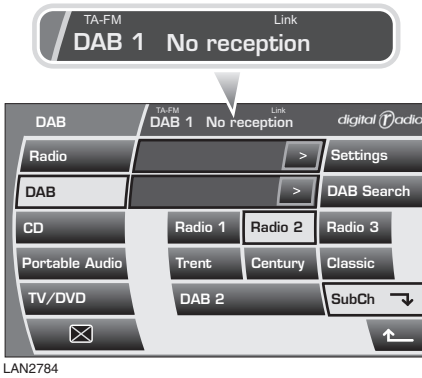 TA-FM Link
DAB 1 No reception
DAB
TA-FM Link
DAB 1 No reception
digital radio
Radio > Settings
DAB > DAB Search
CD Radio 1 Radio 2 Radio 3
Portable Audio Trent Century Classic
TV/DVD DAB 2 SubCh
LAN2784